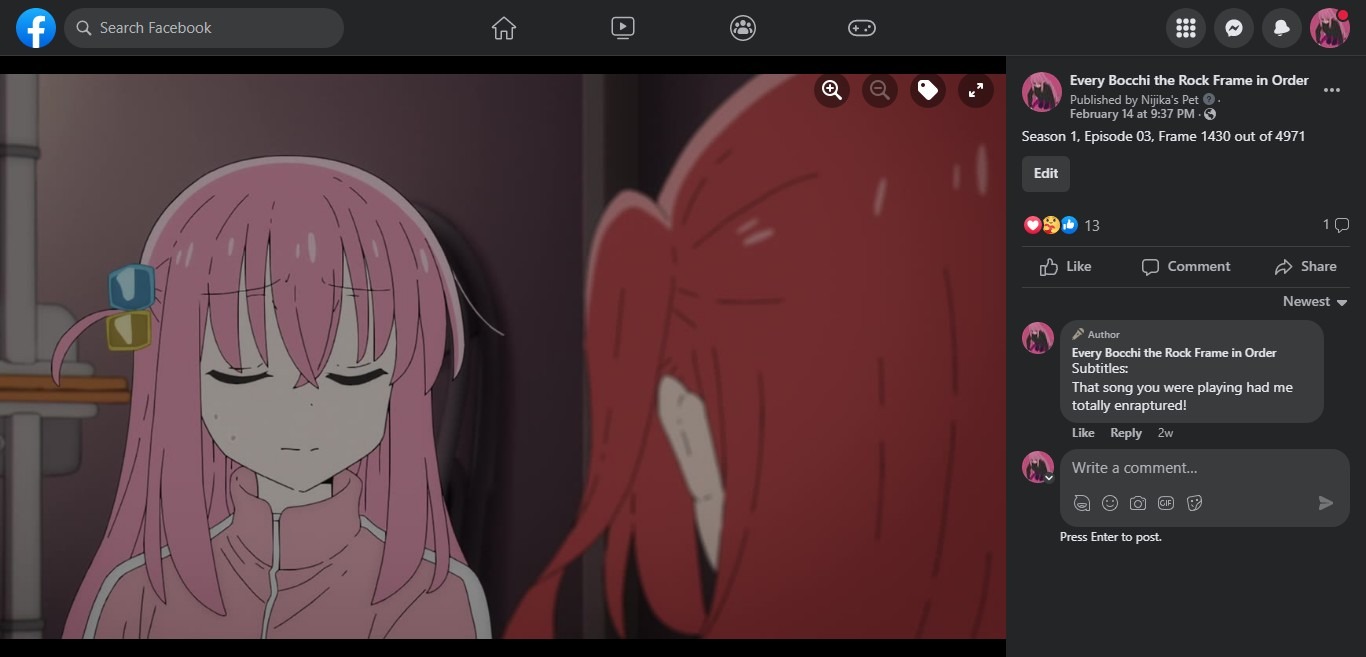 Search Facebook
Every Bocchi the Rock Frame in Order
Published by Nijika's Pet ·
February 14 at 9:37 PM ·
Season 1, Episode 03, Frame 1430 out of 4971
Edit
13
1
Like
Comment
Share
Newest
Author
Every Bocchi the Rock Frame in Order
Subtitles:
That song you were playing had me
totally enraptured!
Like Reply 2w
Write a comment...
GIF
Press Enter to post.